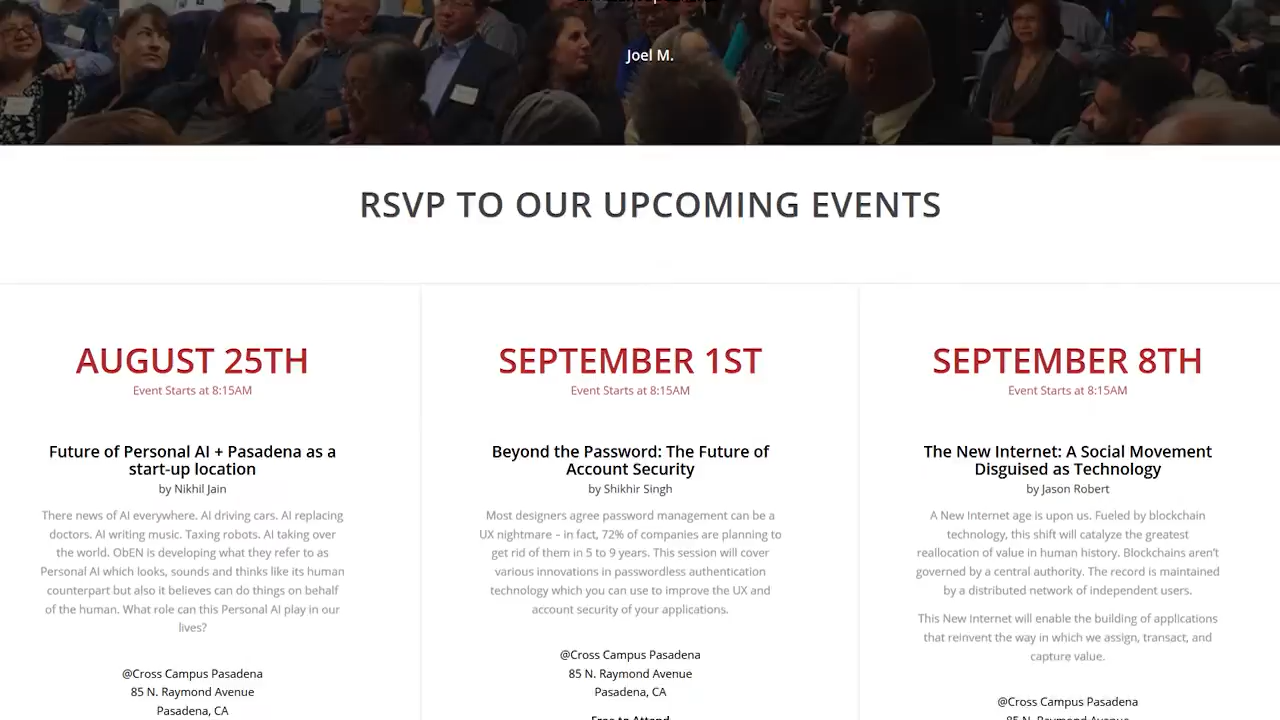 Joel M.
RSVP TO OUR UPCOMING EVENTS
AUGUST 25TH
Event Starts at 8:15AM
Future of Personal AI + Pasadena as a
start-up location
by Nikhil Jain
There news of AI everywhere. AI driving cars. AI replacing
doctors. AI writing music. Taxing robots. AI taking over
the world. ObEN is developing what they refer to as
Personal AI which looks, sounds and thinks like its human
counterpart but also it believes can do things on behalf
of the human. What role can this Personal AI play in our
lives?
@Cross Campus Pasadena
85 N. Raymond Avenue
Pasadena, CA
SEPTEMBER 1ST
Event Starts at 8:15AM
Beyond the Password: The Future of
Account Security
by Shikhir Singh
Most designers agree password management can be a
UX nightmare – in fact, 72% of companies are planning to
get rid of them in 5 to 9 years. This session will cover
various innovations in passwordless authentication
technology which you can use to improve the UX and
account security of your applications.
@Cross Campus Pasadena
85 N. Raymond Avenue
Pasadena, CA
Free to Attend
SEPTEMBER 8TH
Event Starts at 8:15AM
The New Internet: A Social Movement
Disguised as Technology
by Jason Robert
A New Internet age is upon us. Fueled by blockchain
technology, this shift will catalyze the greatest
reallocation of value in human history. Blockchains aren't
governed by a central authority. The record is maintained
by a distributed network of independent users.
This New Internet will enable the building of applications
that reinvent the way in which we assign, transact, and
capture value.
@Cross Campus Pasadena
85 N. Raymond Avenue